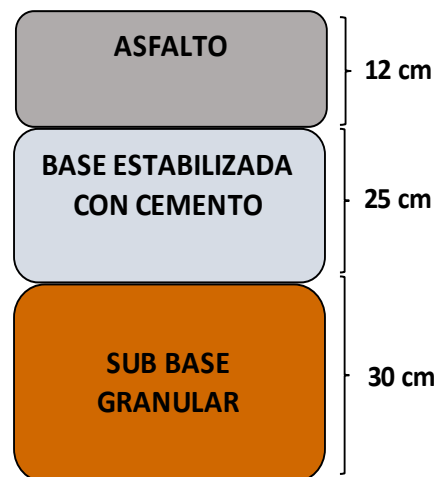 ASFALTO
12 cm
BASE ESTABILIZADA
CON CEMENTO
25 cm
SUB BASE
GRANULAR
30 cm